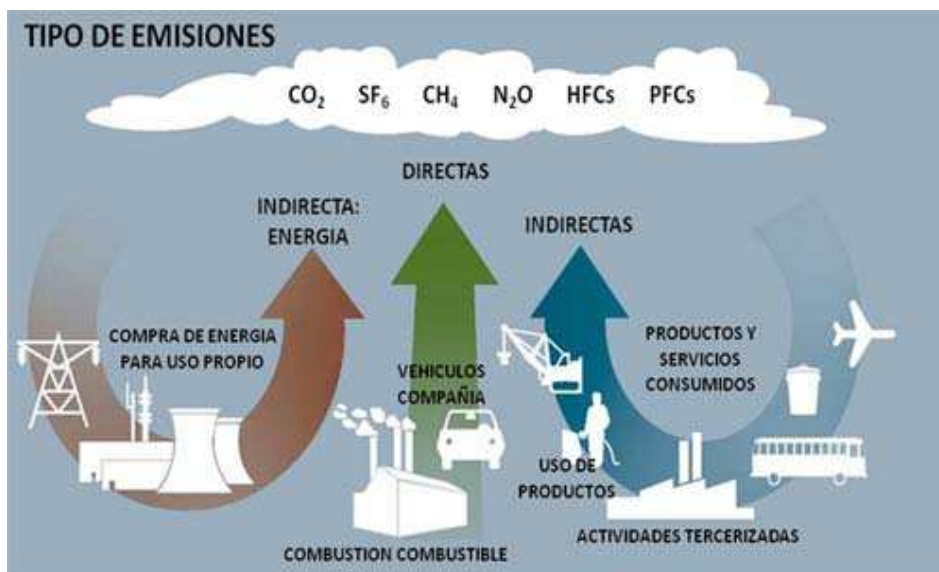 TIPO DE EMISIONES
CO₂ SF₆ CH₄ N₂O HFCs PFCs
DIRECTAS
INDIRECTA:
ENERGIA
INDIRECTAS
COMPRA DE ENERGIA
PARA USO PROPIO
VEHICULOS
COMPAÑIA
PRODUCTOS Y
SERVICIOS
CONSUMIDOS
USO DE
PRODUCTOS
ACTIVIDADES TERCERIZADAS
COMBUSTION COMBUSTIBLE